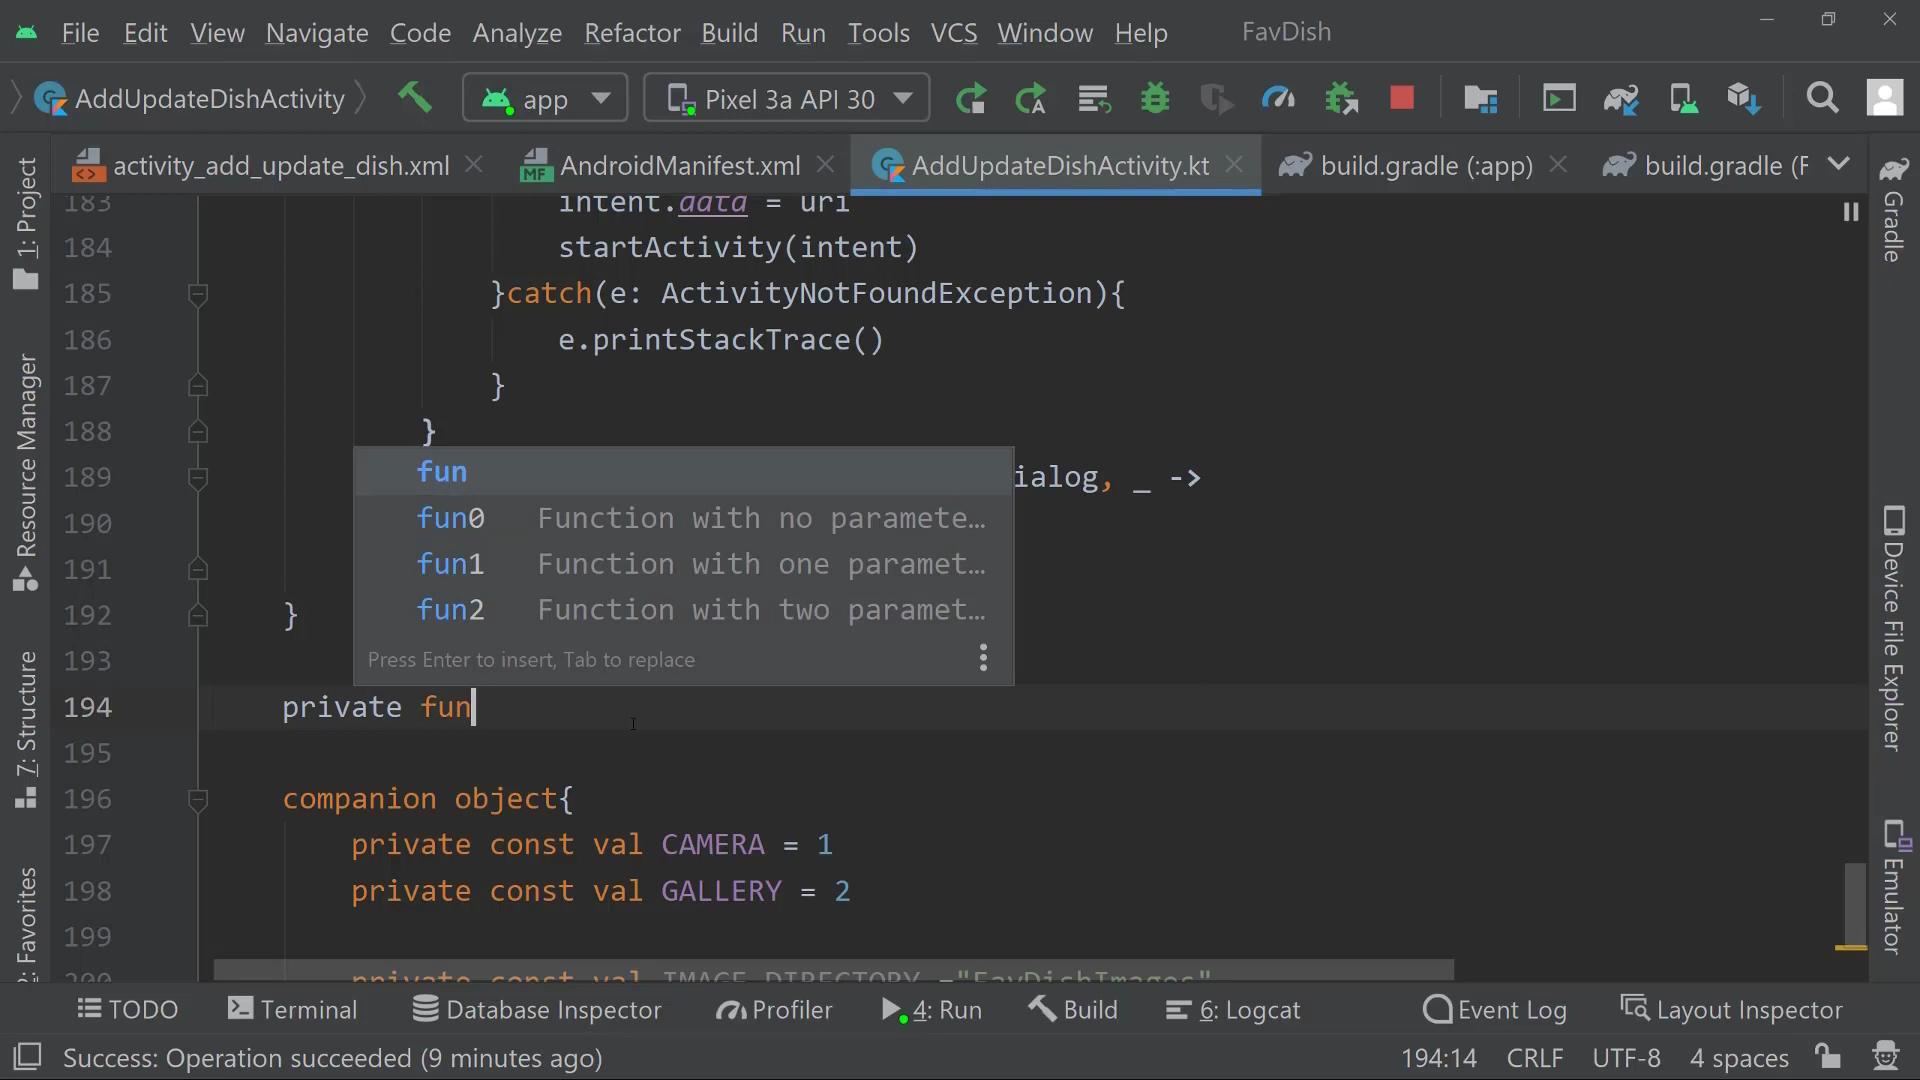 File Edit View Navigate Code Analyze Refactor Build Run Tools VCS Window Help FavDish
AddUpdateDishActivity app Pixel 3a API 30
activity_add_update_dish.xml AndroidManifest.xml AddUpdateDishActivity.kt build.gradle (:app) build.gradle (F
183 intent.data = uri
184 startActivity(intent)
185 }catch(e: ActivityNotFoundException){
186 e.printStackTrace()
187 }
188 }
189 ialog, _ ->
190
191
192 }
193
194 private fun
195
196 companion object{
197 private const val CAMERA = 1
198 private const val GALLERY = 2
199
200 private const val IMAGE_DIRECTORY ="FavDishImages"
fun
fun0 Function with no paramete…
fun1 Function with one paramet…
fun2 Function with two paramet…
Press Enter to insert, Tab to replace
1: Project
Resource Manager
7: Structure
2: Favorites
Gradle
Device File Explorer
Emulator
TODO Terminal Database Inspector Profiler 4: Run Build 6: Logcat Event Log Layout Inspector
Success: Operation succeeded (9 minutes ago) 194:14 CRLF UTF-8 4 spaces